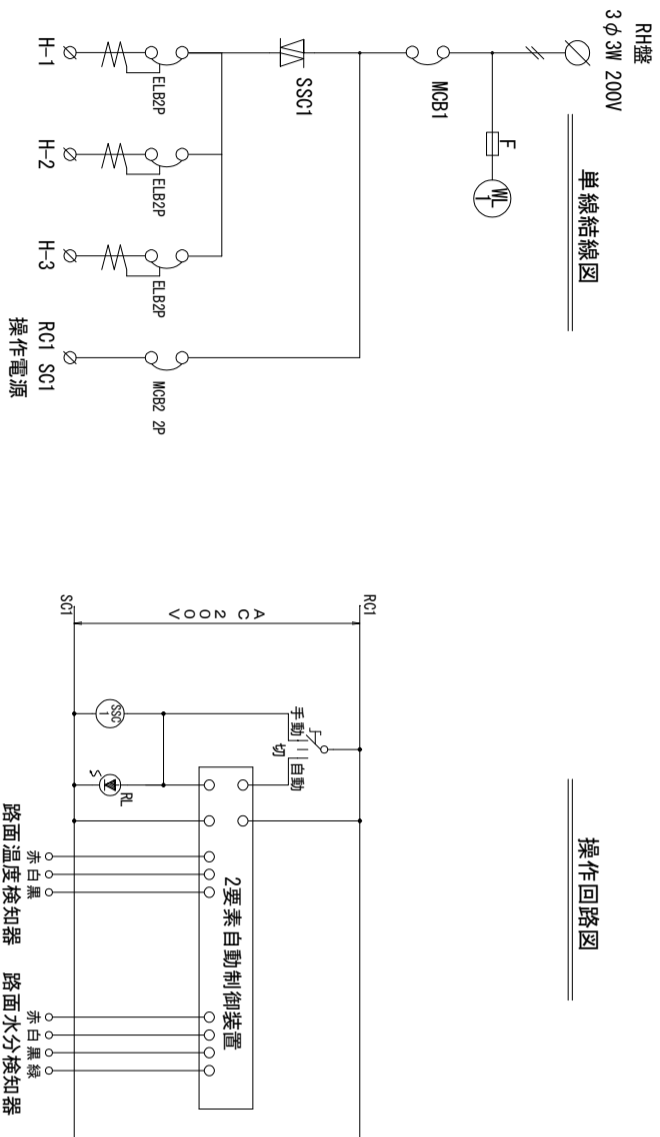 RH盤
3φ3W 200V
単線結線図
F
WL
1
MCB1
SSC1
ELB2P
ELB2P
ELB2P
MCB2 2P
H-1
H-2
H-3
RC1 SC1
操作電源
操作回路図
RC1
AC 200V
SC1
手動
切
自動
SSC
1
RL
S
2要素自動制御装置
赤 白 黒
路面温度検知器
赤 白 黒 緑
路面水分検知器